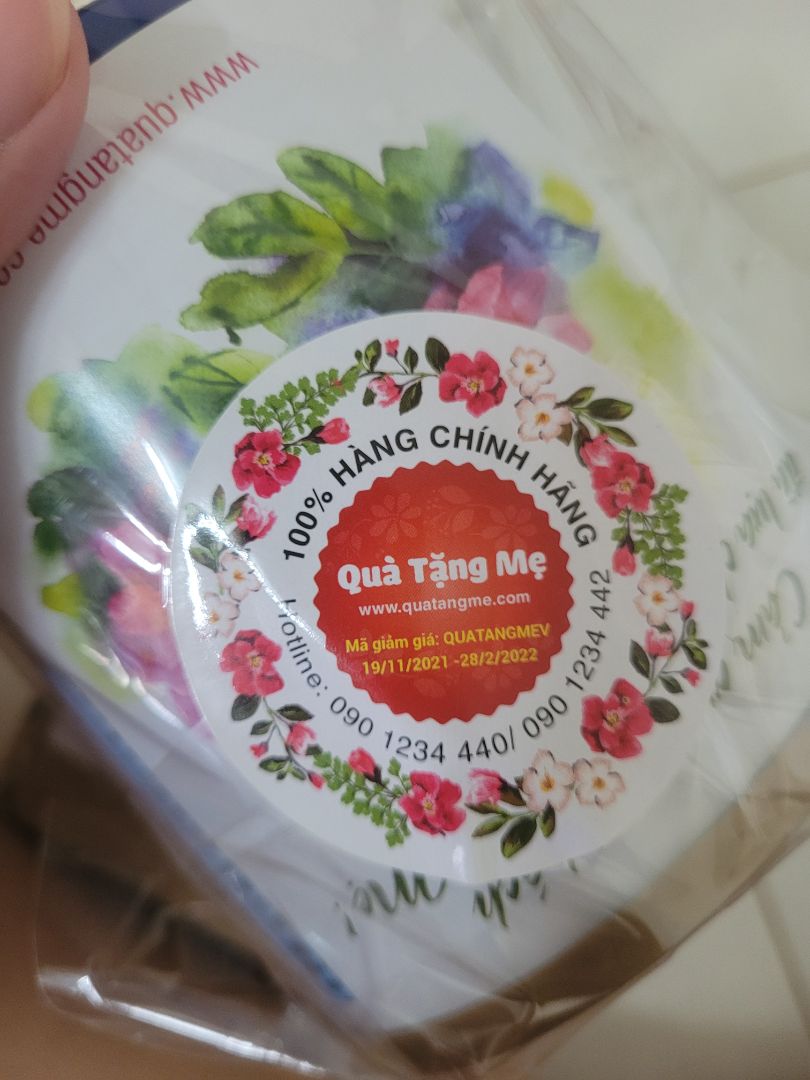 www.quatangme.co
100% HÀNG CHÍNH HÃNG
Quà Tặng Mẹ
www.quatangme.com
Mã giảm giá: QUATANGMEV
19/11/2021 -28/2/2022
Hotline: 090 1234 440/ 090 1234 442
Cảm